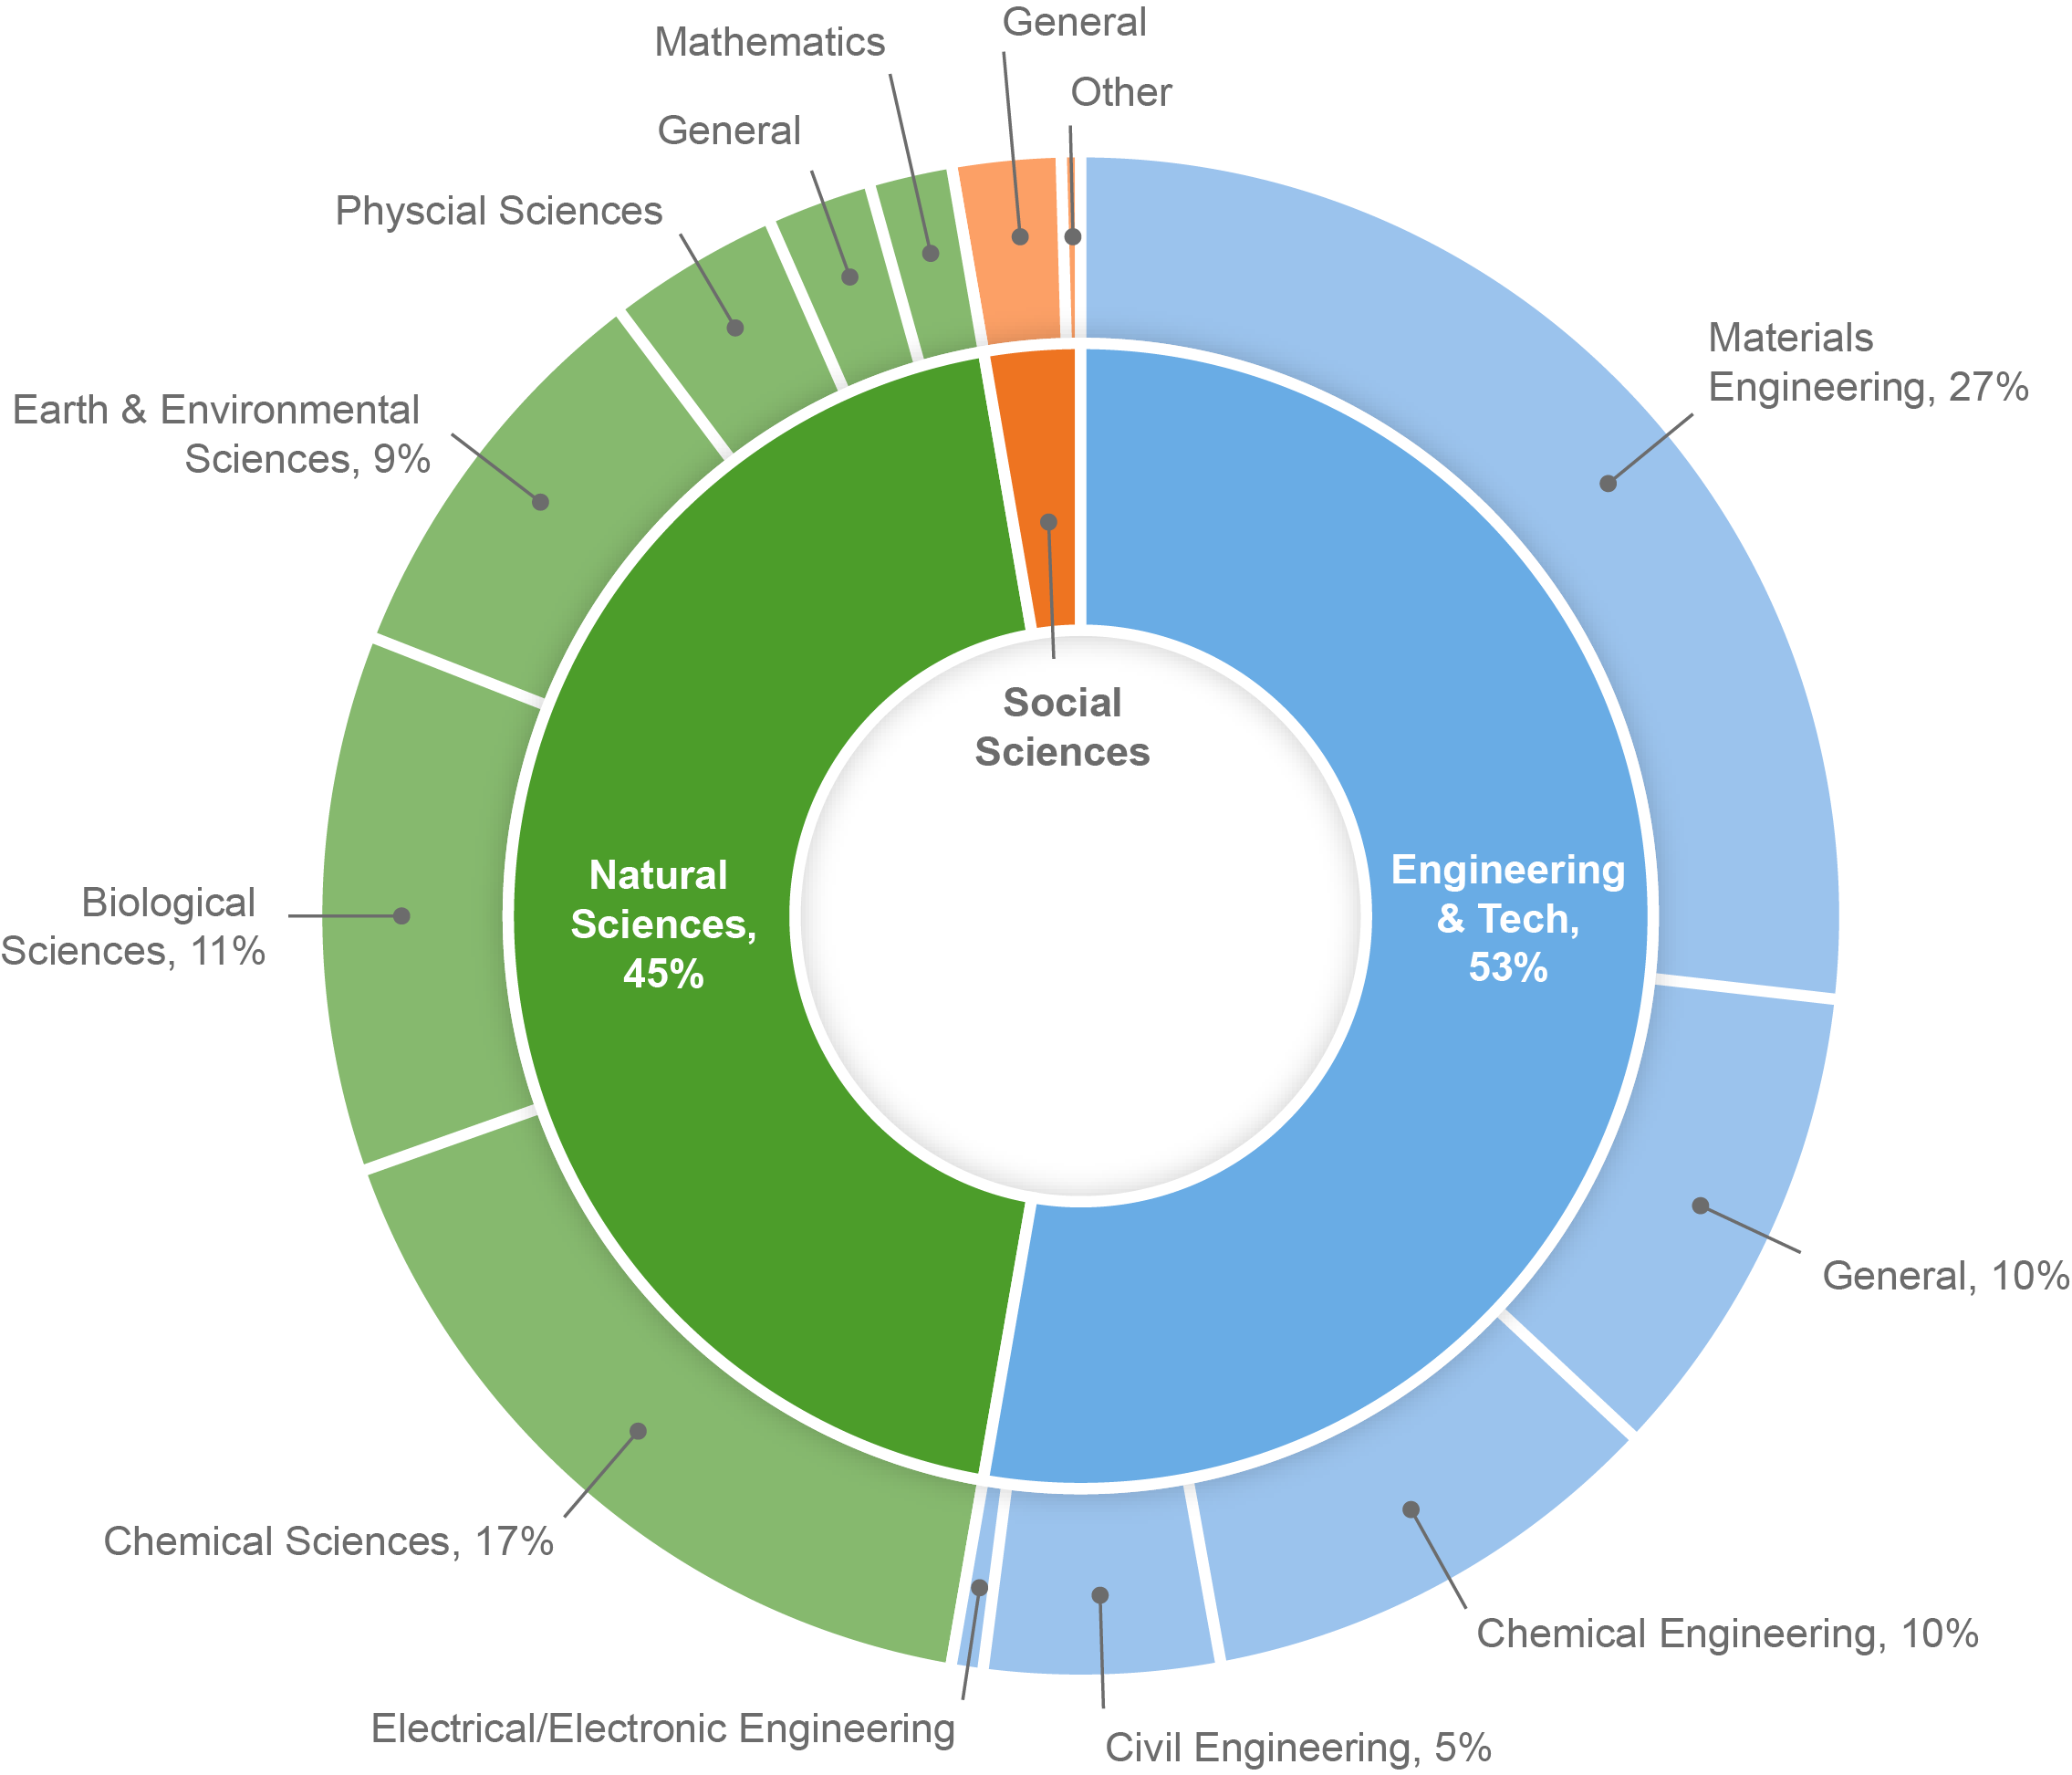 General
Mathematics
Other
General
Physcial Sciences
Materials
Engineering, 27%
Earth & Environmental
Sciences, 9%
Social
Sciences
Natural
Sciences,
45%
Engineering
& Tech,
53%
Biological
Sciences, 11%
General, 10%
Chemical Sciences, 17%
Chemical Engineering, 10%
Electrical/Electronic Engineering
Civil Engineering, 5%